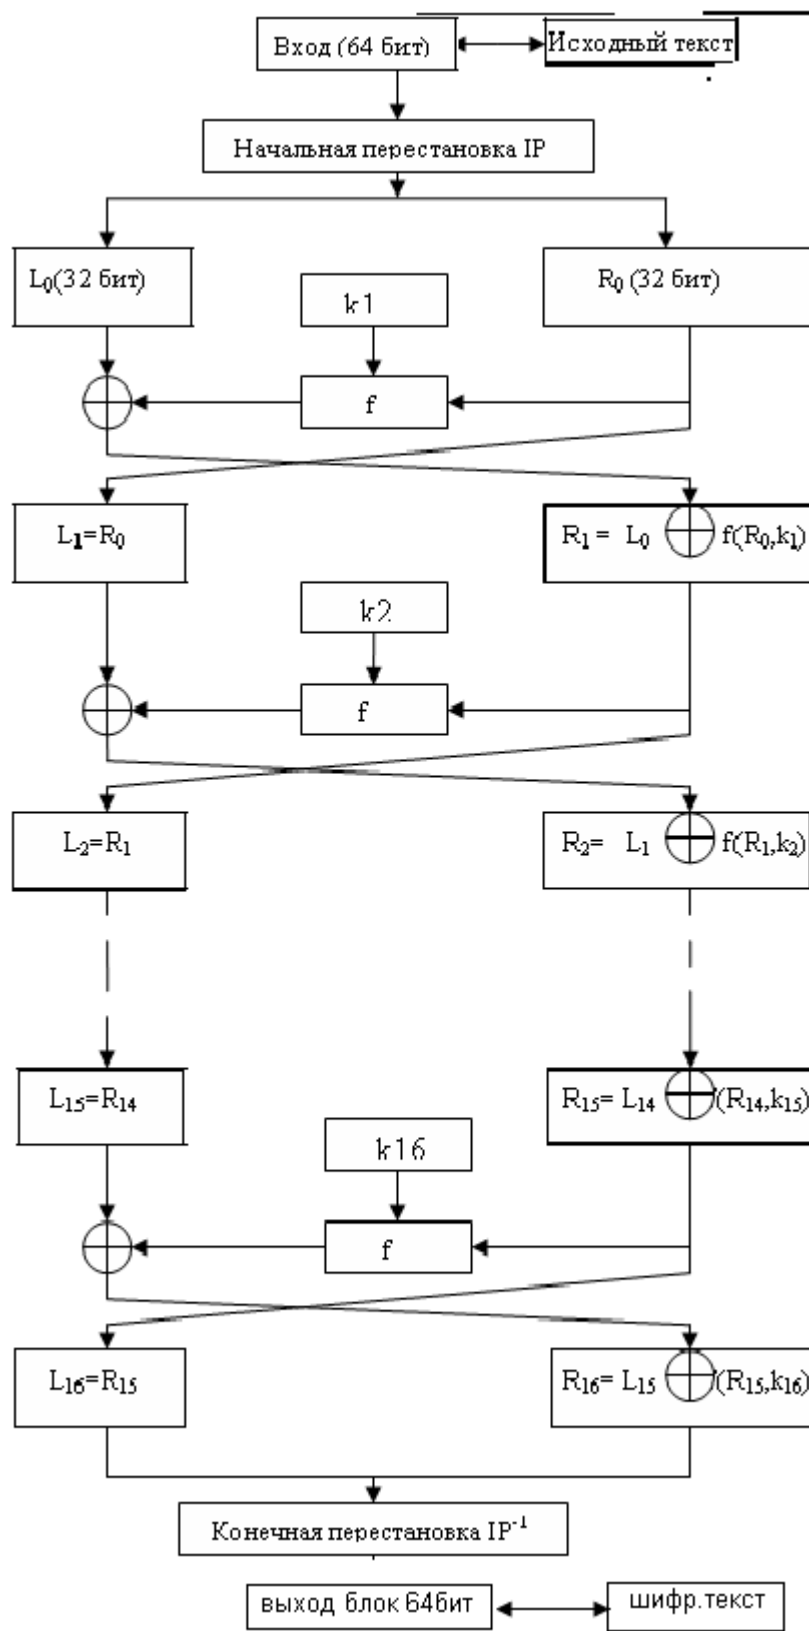 Вход (64 бит) Исходный текст
Начальная перестановка IP
L₀(32 бит) R₀ (32 бит)
k1
f
L₁=R₀ R₁ = L₀ ⊕ f(R₀,k₁)
k2
f
L₂=R₁ R₂= L₁ ⊕ f(R₁,k₂)
L₁₅=R₁₄ R₁₅= L₁₄ ⊕ (R₁₄,k₁₅)
k16
f
L₁₆=R₁₅ R₁₆= L₁₅ ⊕ (R₁₅,k₁₆)
Конечная перестановка IP⁻¹
выход блок 64бит шифр.текст